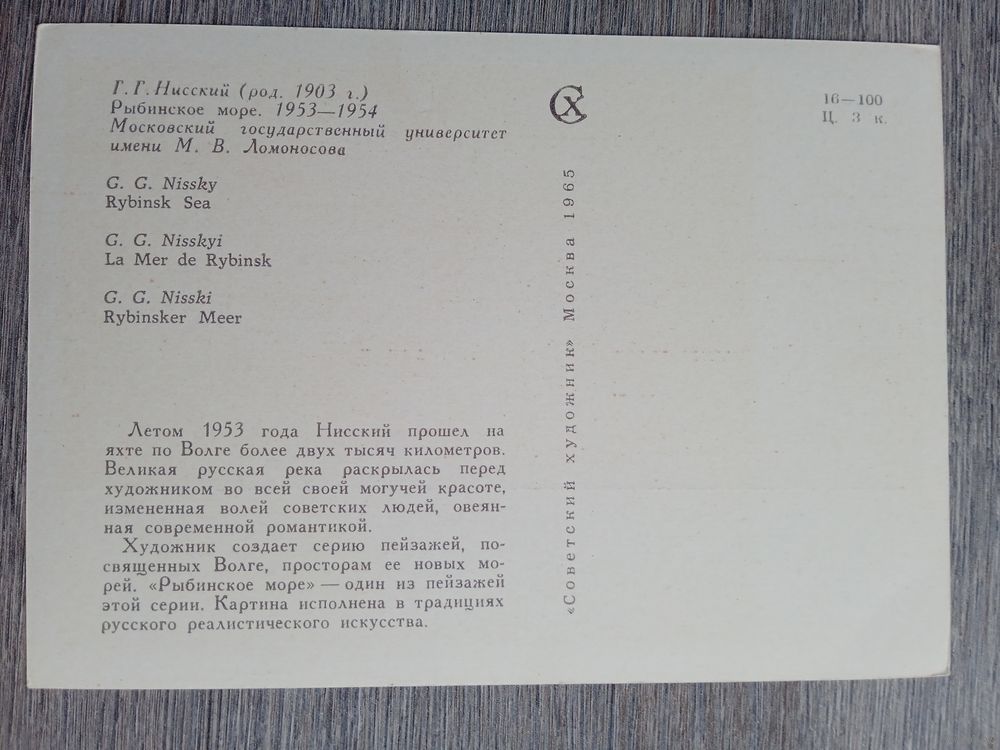 Г. Г. Нисский (род. 1903 г.)
Рыбинское море. 1953—1954
Московский государственный университет
имени М. В. Ломоносова
G. G. Nissky
Rybinsk Sea
G. G. Nisskyi
La Mer de Rybinsk
G. G. Nisski
Rybinsker Meer
Летом 1953 года Нисский прошел на
яхте по Волге более двух тысяч километров.
Великая русская река раскрылась перед
художником во всей своей могучей красоте,
измененная волей советских людей, овеян-
ная современной романтикой.
Художник создает серию пейзажей, по-
священных Волге, просторам ее новых мо-
рей. «Рыбинское море» — один из пейзажей
этой серии. Картина исполнена в традициях
русского реалистического искусства.
СХ
«Советский художник» Москва 1965
16—100
Ц. 3 к.